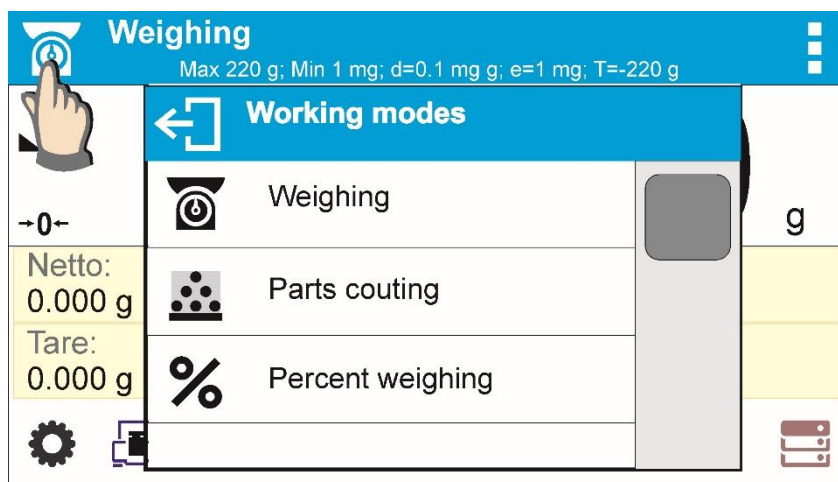 Weighing
Max 220 g; Min 1 mg; d=0.1 mg g; e=1 mg; T=-220 g
Working modes
Weighing
→0← g
Netto:
0.000 g
Parts couting
Tare:
0.000 g
% Percent weighing